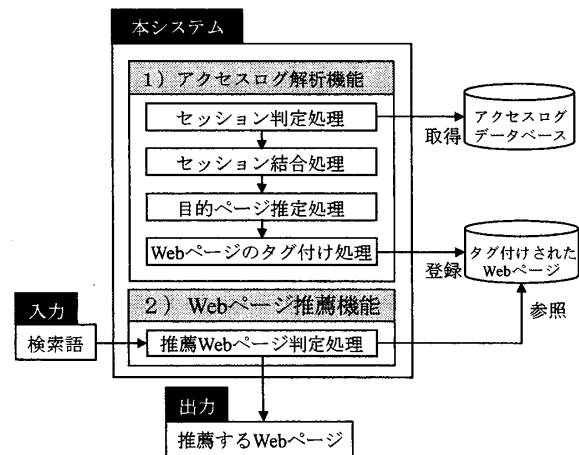 本システム
1）アクセスログ解析機能
セッション判定処理
セッション結合処理
目的ページ推定処理
Webページのタグ付け処理
取得
アクセスログ
データベース
登録
タグ付けされた
Webページ
参照
2）Webページ推薦機能
推薦Webページ判定処理
入力
検索語
出力
推薦するWebページ